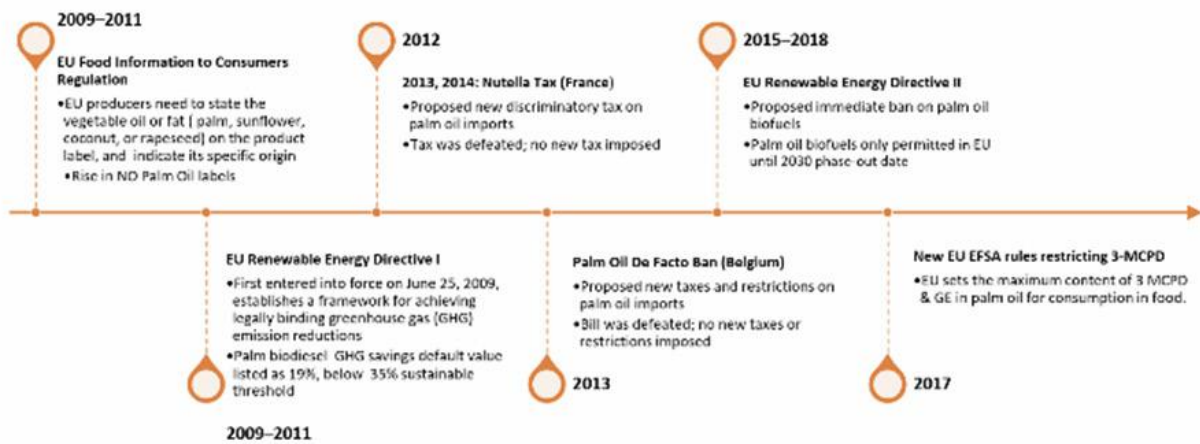 2009–2011
EU Food Information to Consumers
Regulation
•EU producers need to state the
vegetable oil or fat ( palm, sunflower,
coconut, or rapeseed) on the product
label, and indicate its specific origin
•Rise in NO Palm Oil labels
2012
2013, 2014: Nutella Tax (France)
•Proposed new discriminatory tax on
palm oil imports
•Tax was defeated; no new tax imposed
2015–2018
EU Renewable Energy Directive II
•Proposed immediate ban on palm oil
biofuels
•Palm oil biofuels only permitted in EU
until 2030 phase-out date
EU Renewable Energy Directive I
•First entered into force on June 25, 2009,
establishes a framework for achieving
legally binding greenhouse gas (GHG)
emission reductions
•Palm biodiesel GHG savings default value
listed as 19%, below 35% sustainable
threshold
2009–2011
Palm Oil De Facto Ban (Belgium)
•Proposed new taxes and restrictions on
palm oil imports
•Bill was defeated; no new taxes or
restrictions imposed
2013
New EU EFSA rules restricting 3-MCPD
•EU sets the maximum content of 3 MCPD
& GE in palm oil for consumption in food.
2017